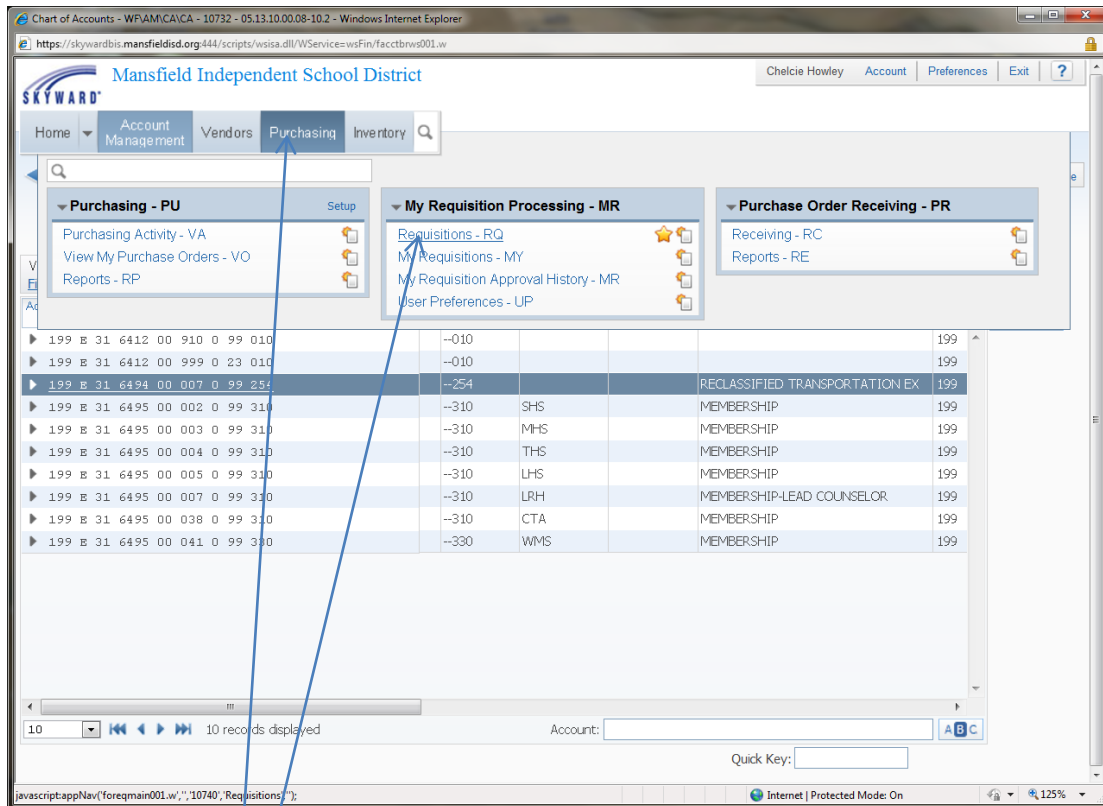 Chart of Accounts - WF\AM\CA\CA - 10732 - 05.13.10.00.08-10.2 - Windows Internet Explorer
https://skywardbis.mansfieldisd.org:444/scripts/wsisa.dll/WService=wsFin/facctbrws001.w
SKYWARD
Mansfield Independent School District
Chelcie Howley Account Preferences Exit ?
Home Account Management Vendors Purchasing Inventory
Purchasing - PU Setup My Requisition Processing - MR Purchase Order Receiving - PR
Purchasing Activity - VA Requisitions - RQ Receiving - RC
View My Purchase Orders - VO My Requisitions - MY Reports - RE
Reports - RP My Requisition Approval History - MR
User Preferences - UP
199 E 31 6412 00 910 0 99 010 --010 199
199 E 31 6412 00 999 0 23 010 --010 199
199 E 31 6494 00 007 0 99 254 --254 RECLASSIFIED TRANSPORTATION EX 199
199 E 31 6495 00 002 0 99 310 --310 SHS MEMBERSHIP 199
199 E 31 6495 00 003 0 99 310 --310 MHS MEMBERSHIP 199
199 E 31 6495 00 004 0 99 310 --310 THS MEMBERSHIP 199
199 E 31 6495 00 005 0 99 310 --310 LHS MEMBERSHIP 199
199 E 31 6495 00 007 0 99 310 --310 LRH MEMBERSHIP-LEAD COUNSELOR 199
199 E 31 6495 00 038 0 99 310 --310 CTA MEMBERSHIP 199
199 E 31 6495 00 041 0 99 330 --330 WMS MEMBERSHIP 199
10 10 records displayed Account: ABC
Quick Key:
javascript:appNav('foreqmain001.w','','10740','Requisitions',''); Internet | Protected Mode: On 125%